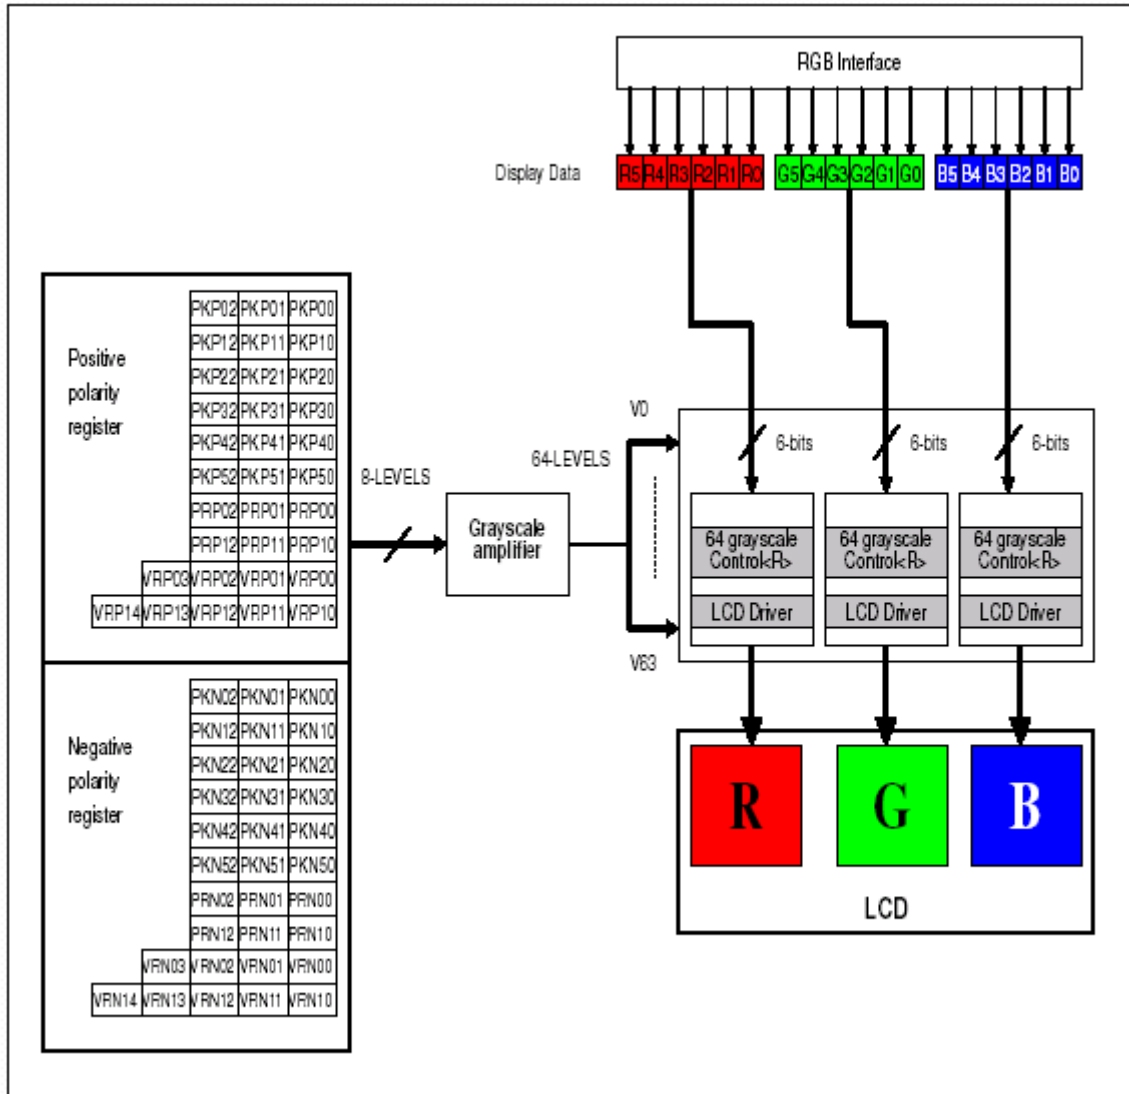 RGB Interface
Display Data
R5 R4 R3 R2 R1 R0 G5 G4 G3 G2 G1 G0 B5 B4 B3 B2 B1 B0
Positive
polarity
register
PKP02 PKP01 PKP00
PKP12 PKP11 PKP10
PKP22 PKP21 PKP20
PKP32 PKP31 PKP30
PKP42 PKP41 PKP40
PKP52 PKP51 PKP50
PRP02 PRP01 PRP00
PRP12 PRP11 PRP10
VRP03 VRP02 VRP01 VRP00
VRP14 VRP13 VRP12 VRP11 VRP10
8-LEVELS
Grayscale
amplifier
64-LEVELS
V0
V63
6-bits 6-bits 6-bits
64 grayscale 64 grayscale 64 grayscale
Control<R> Control<R> Control<R>
LCD Driver LCD Driver LCD Driver
Negative
polarity
register
PKN02 PKN01 PKN00
PKN12 PKN11 PKN10
PKN22 PKN21 PKN20
PKN32 PKN31 PKN30
PKN42 PKN41 PKN40
PKN52 PKN51 PKN50
PRN02 PRN01 PRN00
PRN12 PRN11 PRN10
VRN03 VRN02 VRN01 VRN00
VRN14 VRN13 VRN12 VRN11 VRN10
R G B
LCD